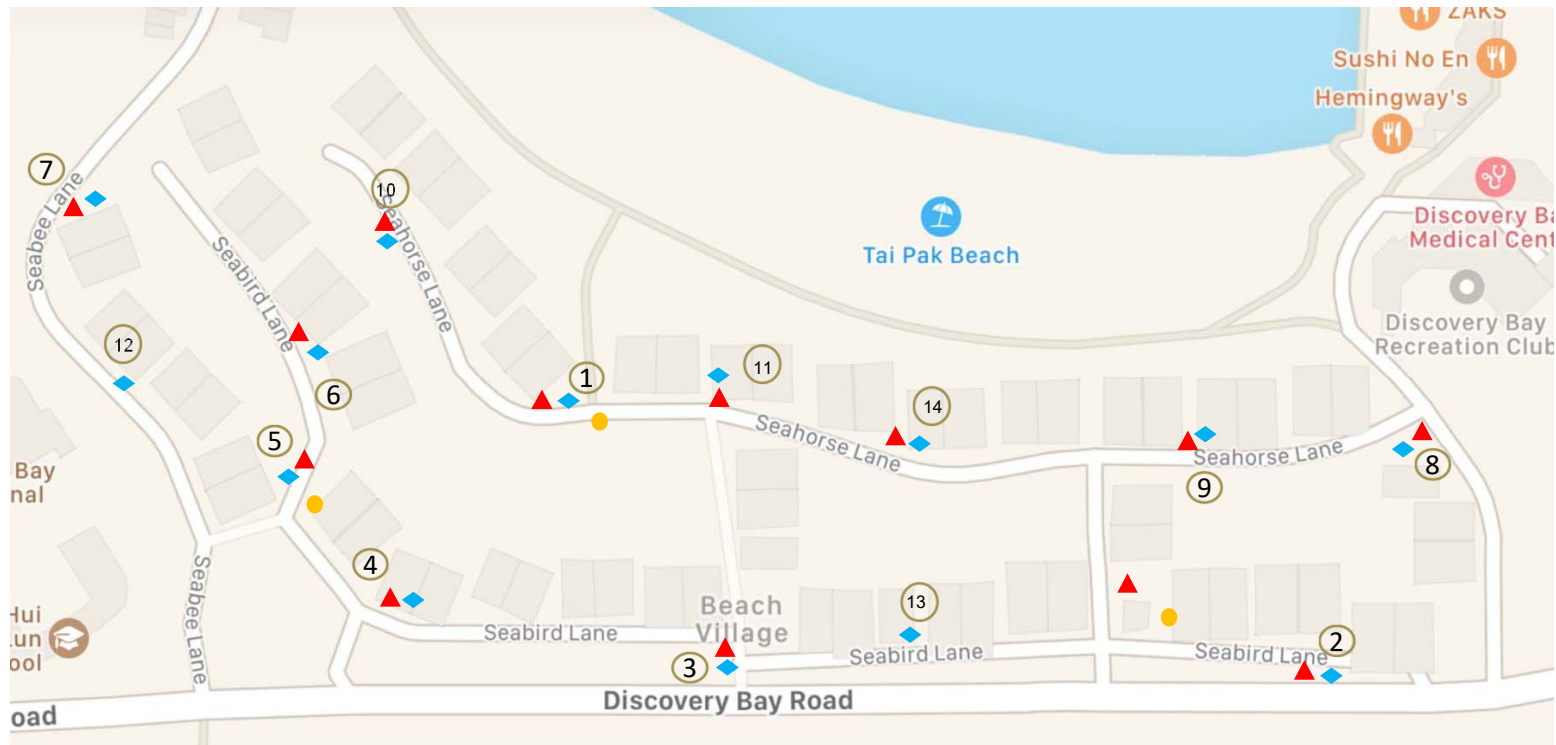 ZAKS
Sushi No En
Hemingway's
7
10
Seabee Lane
Seahorse Lane
Seabird Lane
Tai Pak Beach
Discovery Ba
Medical Cent
Discovery Bay
Recreation Club
12
6
1
11
14
Seahorse Lane
Seahorse Lane
5
8
9
Bay
nal
4
Seabee Lane
Hui
Lun
ool
Beach
Village
13
Seabird Lane
Seabird Lane
Seabird Lane
2
3
Discovery Bay Road
oad